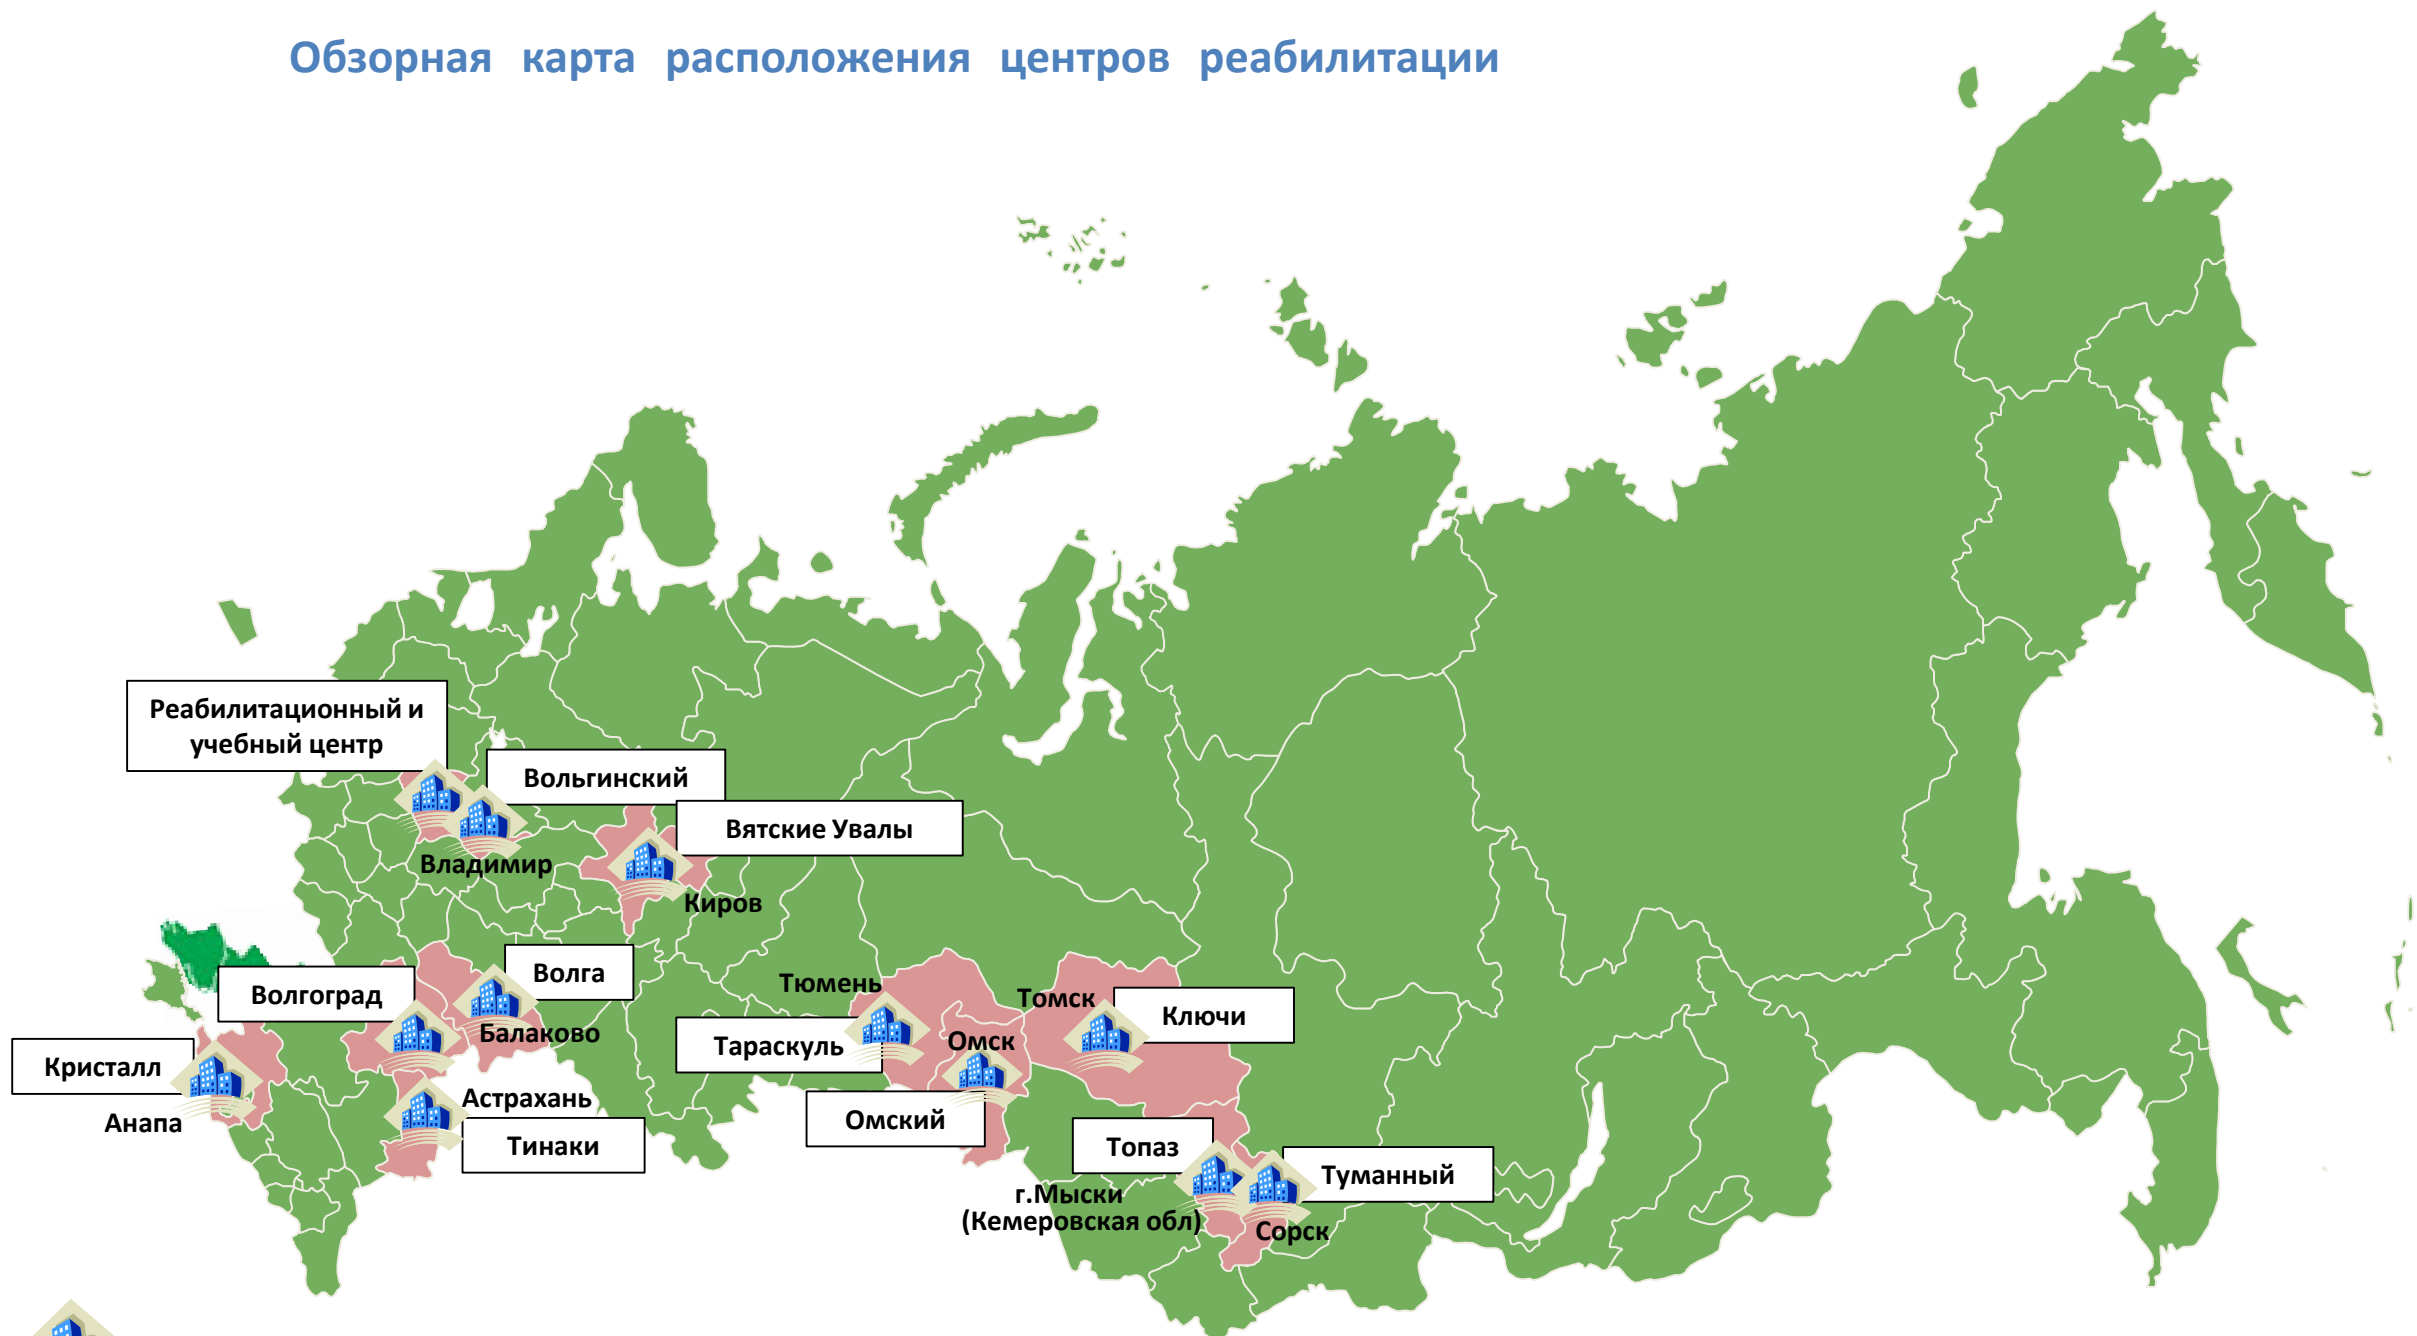 Обзорная карта расположения центров реабилитации
Реабилитационный и
учебный центр
Вольгинский
Вятские Увалы
Владимир
Киров
Волга
Волгоград
Балаково
Тюмень
Томск
Ключи
Тараскуль
Омск
Кристалл
Анапа
Астрахань
Тинаки
Омский
Топаз
Туманный
г.Мыски
(Кемеровская обл)
Сорск